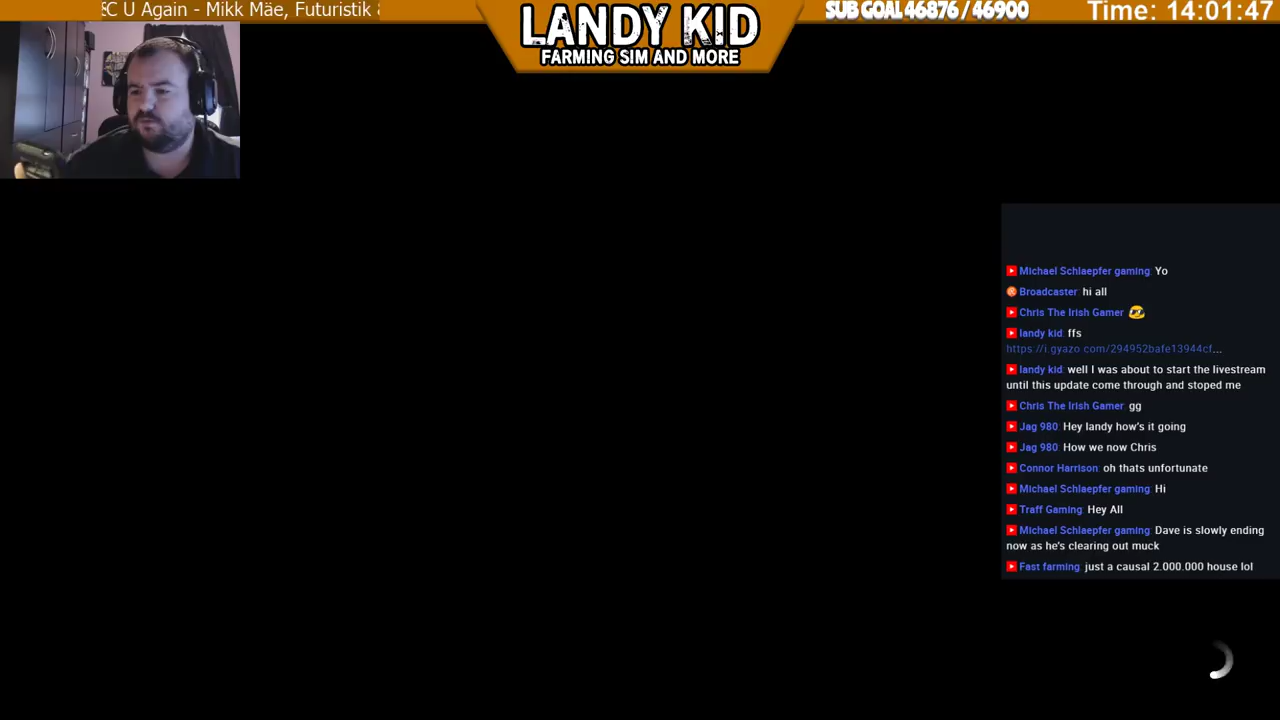 EC U Again - Mikk Mäe, Futuristik &
LANDY KID
FARMING SIM AND MORE
SUB GOAL 46876 / 46900
Time: 14:01:47
Michael Schlaepfer gaming: Yo
Broadcaster: hi all
Chris The Irish Gamer 
landy kid: ffs
https://i.gyazo.com/294952bafe13944cf...
landy kid: well I was about to start the livestream
until this update come through and stoped me
Chris The Irish Gamer: gg
Jag 980: Hey landy how's it going
Jag 980: How we now Chris
Connor Harrison: oh thats unfortunate
Michael Schlaepfer gaming: Hi
Traff Gaming: Hey All
Michael Schlaepfer gaming: Dave is slowly ending
now as he's clearing out muck
Fast farming: just a causal 2.000.000 house lol